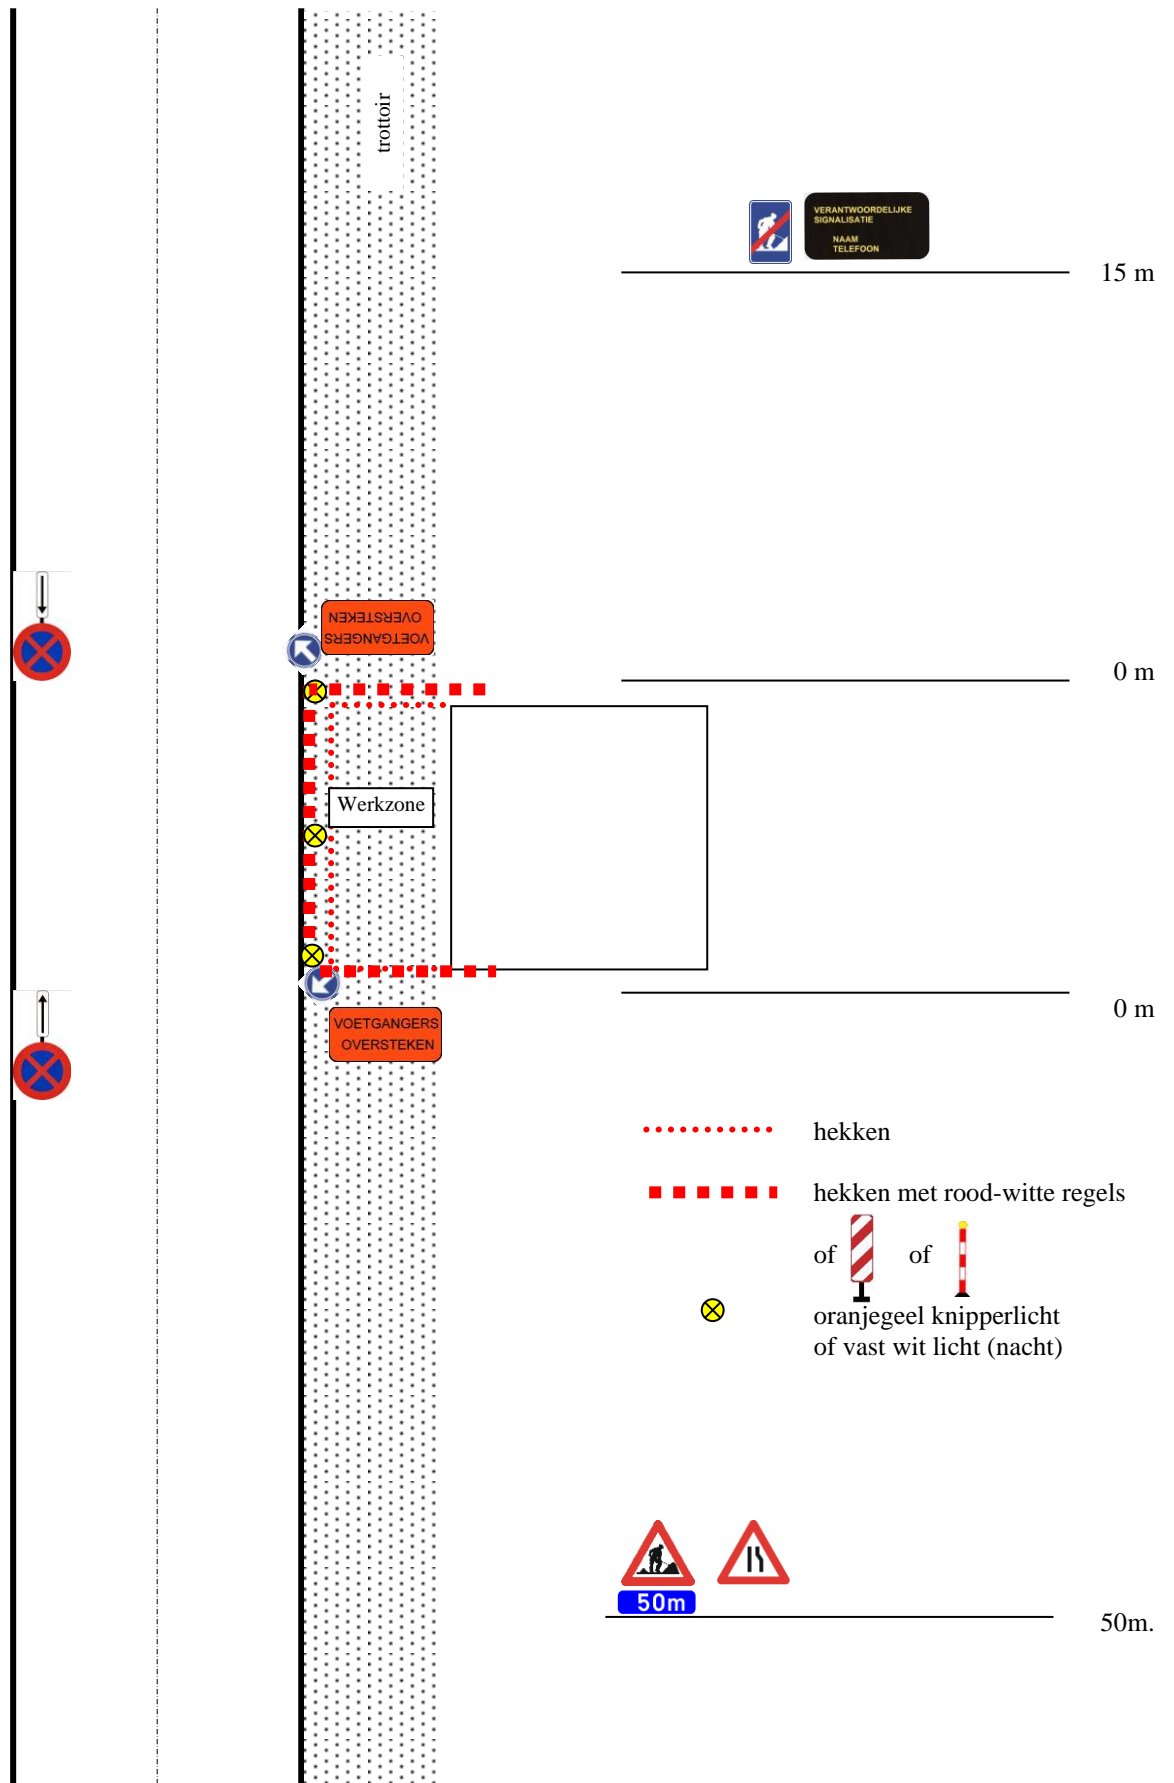 trottoir
VERANTWOORDELIJKE
SIGNALISATIE
NAAM
TELEFOON
15 m
VOETGANGERS
OVERSTEKEN
0 m
Werkzone
0 m
VOETGANGERS
OVERSTEKEN
hekken
hekken met rood-witte regels
of of
oranjegeel knipperlicht
of vast wit licht (nacht)
50m
50m.